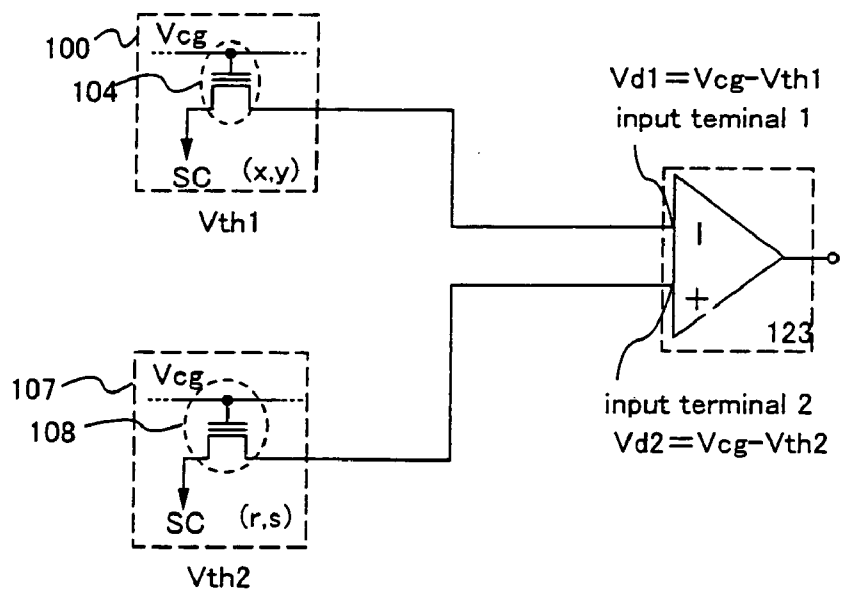 100
Vcg
104
SC
(x,y)
Vth1
Vd1=Vcg-Vth1
input teminal 1
−
+
123
107
Vcg
108
SC
(r,s)
Vth2
input terminal 2
Vd2=Vcg-Vth2